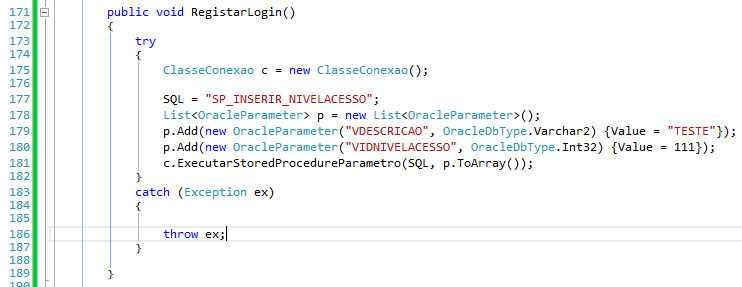 171 public void RegistarLogin()
172 {
173 try
174 {
175 ClasseConexao c = new ClasseConexao();
176
177 SQL = "SP_INSERIR_NIVELACESSO";
178 List<OracleParameter> p = new List<OracleParameter>();
179 p.Add(new OracleParameter("VDESCRICAO", OracleDbType.Varchar2) {Value = "TESTE"});
180 p.Add(new OracleParameter("VIDNIVELACESSO", OracleDbType.Int32) {Value = 111});
181 c.ExecutarStoredProcedureParametro(SQL, p.ToArray());
182 }
183 catch (Exception ex)
184 {
185
186 throw ex;
187 }
188
189 }
190